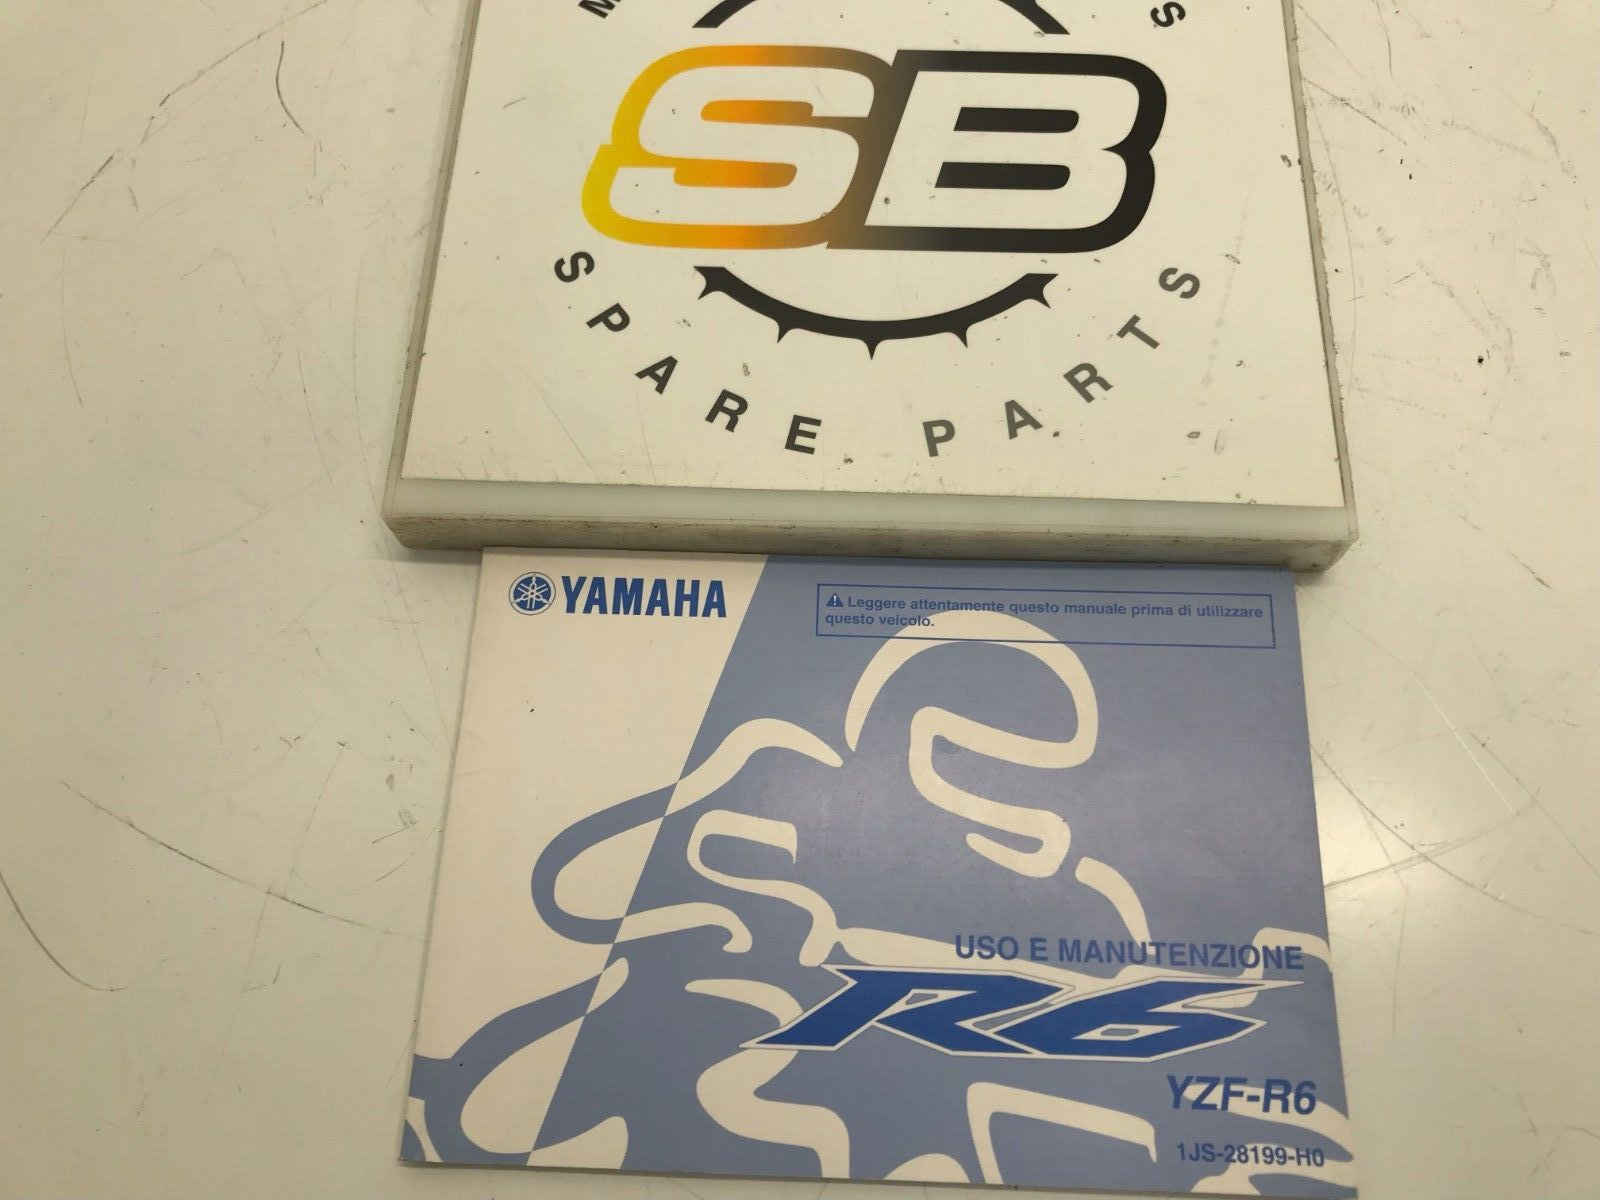 SB
SPARE PARTS
YAMAHA
Leggere attentamente questo manuale prima di utilizzare
questo veicolo.
USO E MANUTENZIONE
R6
YZF-R6
1JS-28199-H0